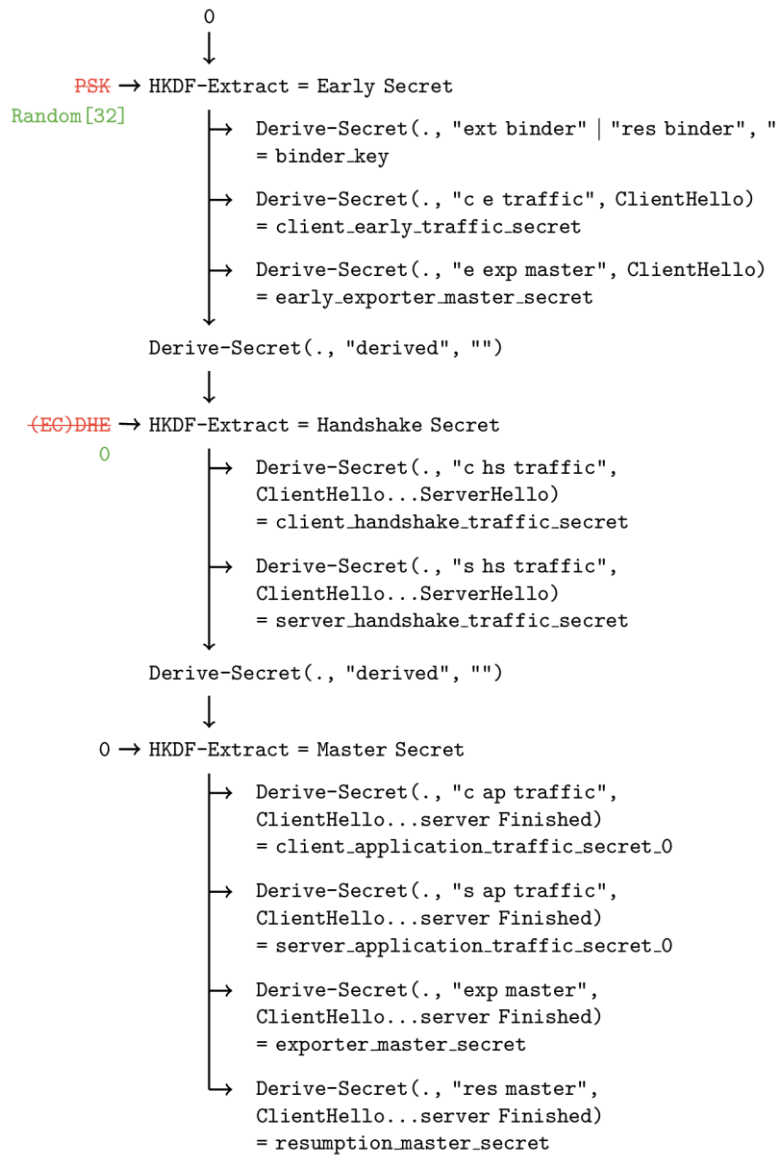 0
PSK → HKDF-Extract = Early Secret
Random[32]
Derive-Secret(., "ext binder" | "res binder", "
= binder_key
Derive-Secret(., "c e traffic", ClientHello)
= client_early_traffic_secret
Derive-Secret(., "e exp master", ClientHello)
= early_exporter_master_secret
Derive-Secret(., "derived", "")
(EC)DHE → HKDF-Extract = Handshake Secret
0
Derive-Secret(., "c hs traffic",
ClientHello...ServerHello)
= client_handshake_traffic_secret
Derive-Secret(., "s hs traffic",
ClientHello...ServerHello)
= server_handshake_traffic_secret
Derive-Secret(., "derived", "")
0 → HKDF-Extract = Master Secret
Derive-Secret(., "c ap traffic",
ClientHello...server Finished)
= client_application_traffic_secret_0
Derive-Secret(., "s ap traffic",
ClientHello...server Finished)
= server_application_traffic_secret_0
Derive-Secret(., "exp master",
ClientHello...server Finished)
= exporter_master_secret
Derive-Secret(., "res master",
ClientHello...server Finished)
= resumption_master_secret